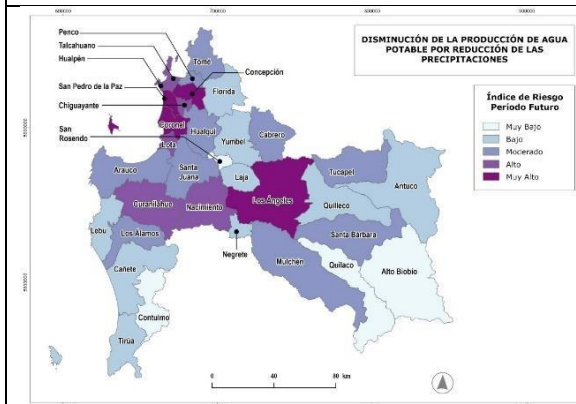 DISMINUCIÓN DE LA PRODUCCIÓN DE AGUA
POTABLE POR REDUCCIÓN DE LAS
PRECIPITACIONES
Índice de Riesgo
Período Futuro
Muy Bajo
Bajo
Moderado
Alto
Muy Alto
Penco
Talcahuano
Hualpén
San Pedro de la Paz
Chiguayante
San
Rosendo
Concepción
Tomé
Florida
Coronel
Hualqui
Lota
Yumbel
Cabrero
Arauco
Santa
Juana
Laja
Tucapel
Antuco
Curanilahue
Nacimiento
Los Ángeles
Quilleco
Lebu
Los Álamos
Negrete
Santa Bárbara
Cañete
Mulchén
Quilaco
Alto Biobío
Contulmo
Tirúa
0
40
80 km